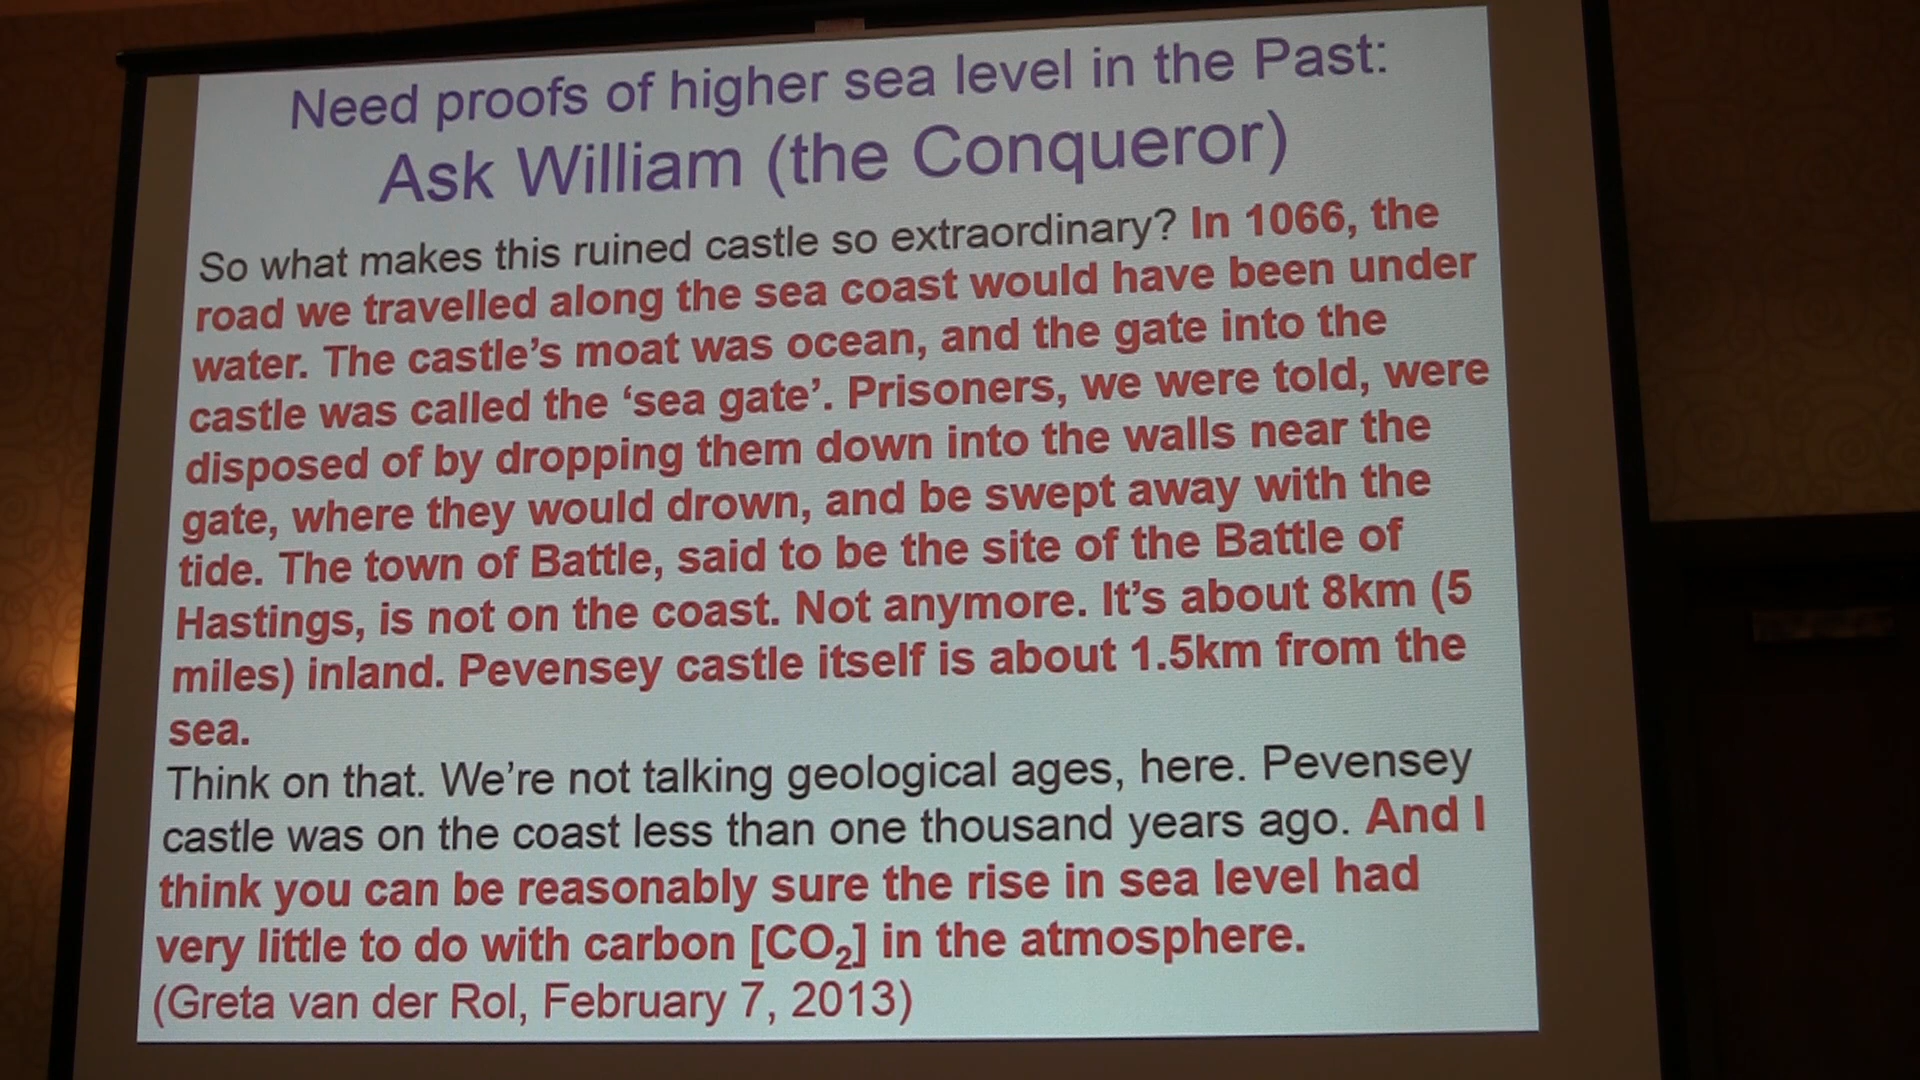 Need proofs of higher sea level in the Past:
Ask William (the Conqueror)
So what makes this ruined castle so extraordinary? In 1066, the
road we travelled along the sea coast would have been under
water. The castle's moat was ocean, and the gate into the
castle was called the ‘sea gate’. Prisoners, we were told, were
disposed of by dropping them down into the walls near the
gate, where they would drown, and be swept away with the
tide. The town of Battle, said to be the site of the Battle of
Hastings, is not on the coast. Not anymore. It's about 8km (5
miles) inland. Pevensey castle itself is about 1.5km from the
sea.
Think on that. We're not talking geological ages, here. Pevensey
castle was on the coast less than one thousand years ago. And I
think you can be reasonably sure the rise in sea level had
very little to do with carbon [CO₂] in the atmosphere.
(Greta van der Rol, February 7, 2013)